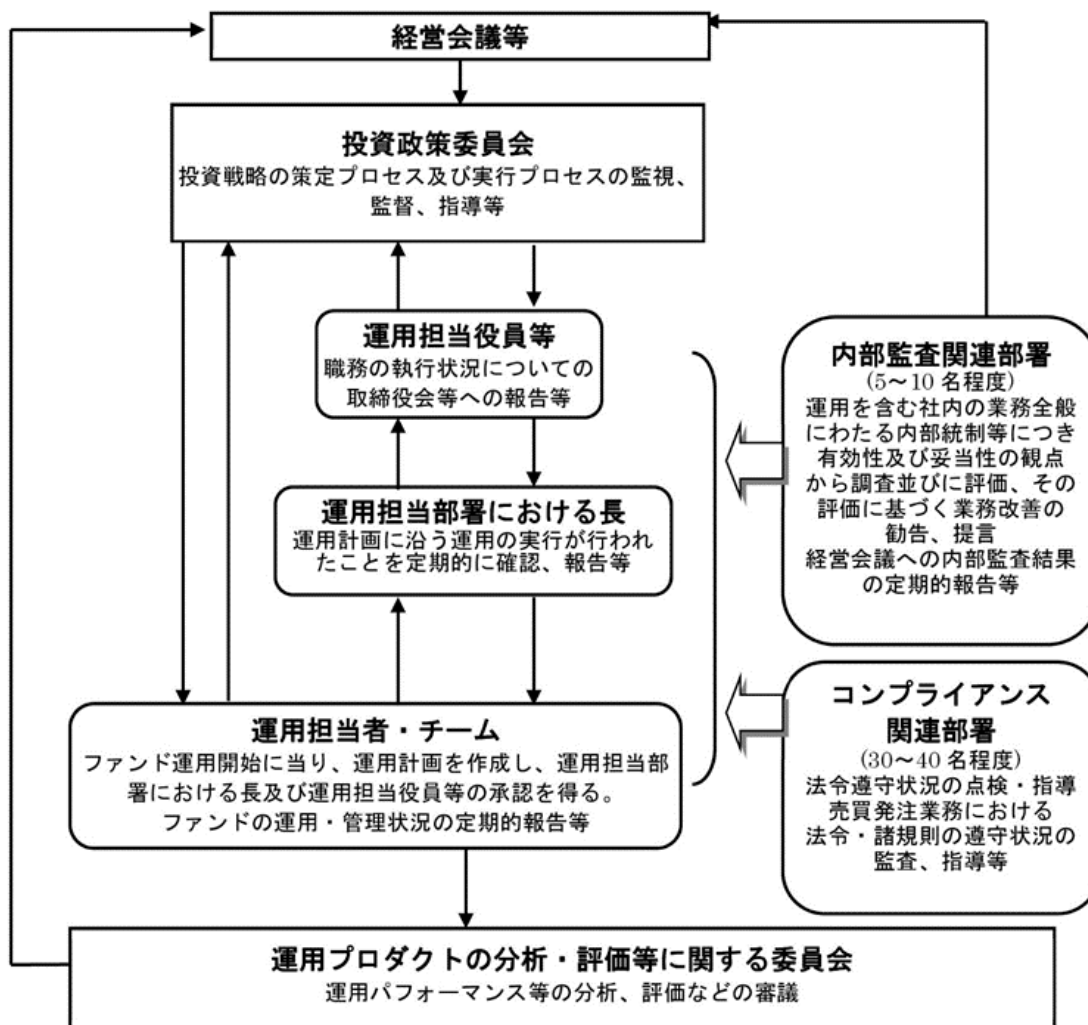 経営会議等
投資政策委員会
投資戦略の策定プロセス及び実行プロセスの監視、
監督、指導等
運用担当役員等
職務の執行状況についての
取締役会等への報告等
運用担当部署における長
運用計画に沿う運用の実行が行われ
たことを定期的に確認、報告等
運用担当者・チーム
ファンド運用開始に当り、運用計画を作成し、運用担当部
署における長及び運用担当役員等の承認を得る。
ファンドの運用・管理状況の定期的報告等
内部監査関連部署
(5～10 名程度)
運用を含む社内の業務全般
にわたる内部統制等につき
有効性及び妥当性の観点
から調査並びに評価、その
評価に基づく業務改善の
勧告、提言
経営会議への内部監査結果
の定期的報告等
コンプライアンス
関連部署
(30～40 名程度)
法令遵守状況の点検・指導
売買発注業務における
法令・諸規則の遵守状況の
監査、指導等
運用プロダクトの分析・評価等に関する委員会
運用パフォーマンス等の分析、評価などの審議